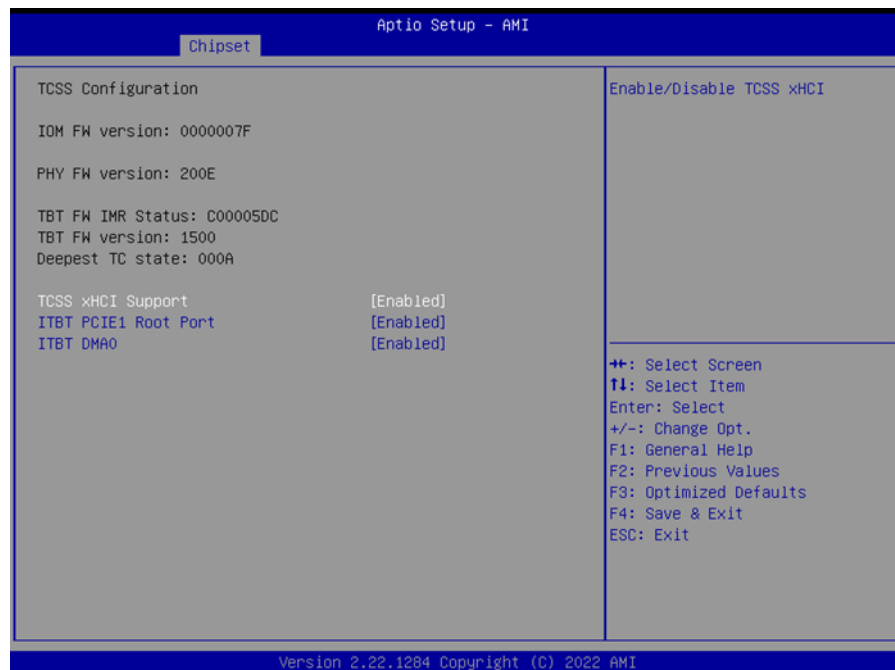 Aptio Setup – AMI
Chipset
TCSS Configuration
IOM FW version: 0000007F
PHY FW version: 200E
TBT FW IMR Status: C00005DC
TBT FW version: 1500
Deepest TC state: 000A
TCSS xHCI Support [Enabled]
ITBT PCIE1 Root Port [Enabled]
ITBT DMA0 [Enabled]
Enable/Disable TCSS xHCI
→←: Select Screen
↑↓: Select Item
Enter: Select
+/-: Change Opt.
F1: General Help
F2: Previous Values
F3: Optimized Defaults
F4: Save & Exit
ESC: Exit
Version 2.22.1284 Copyright (C) 2022 AMI